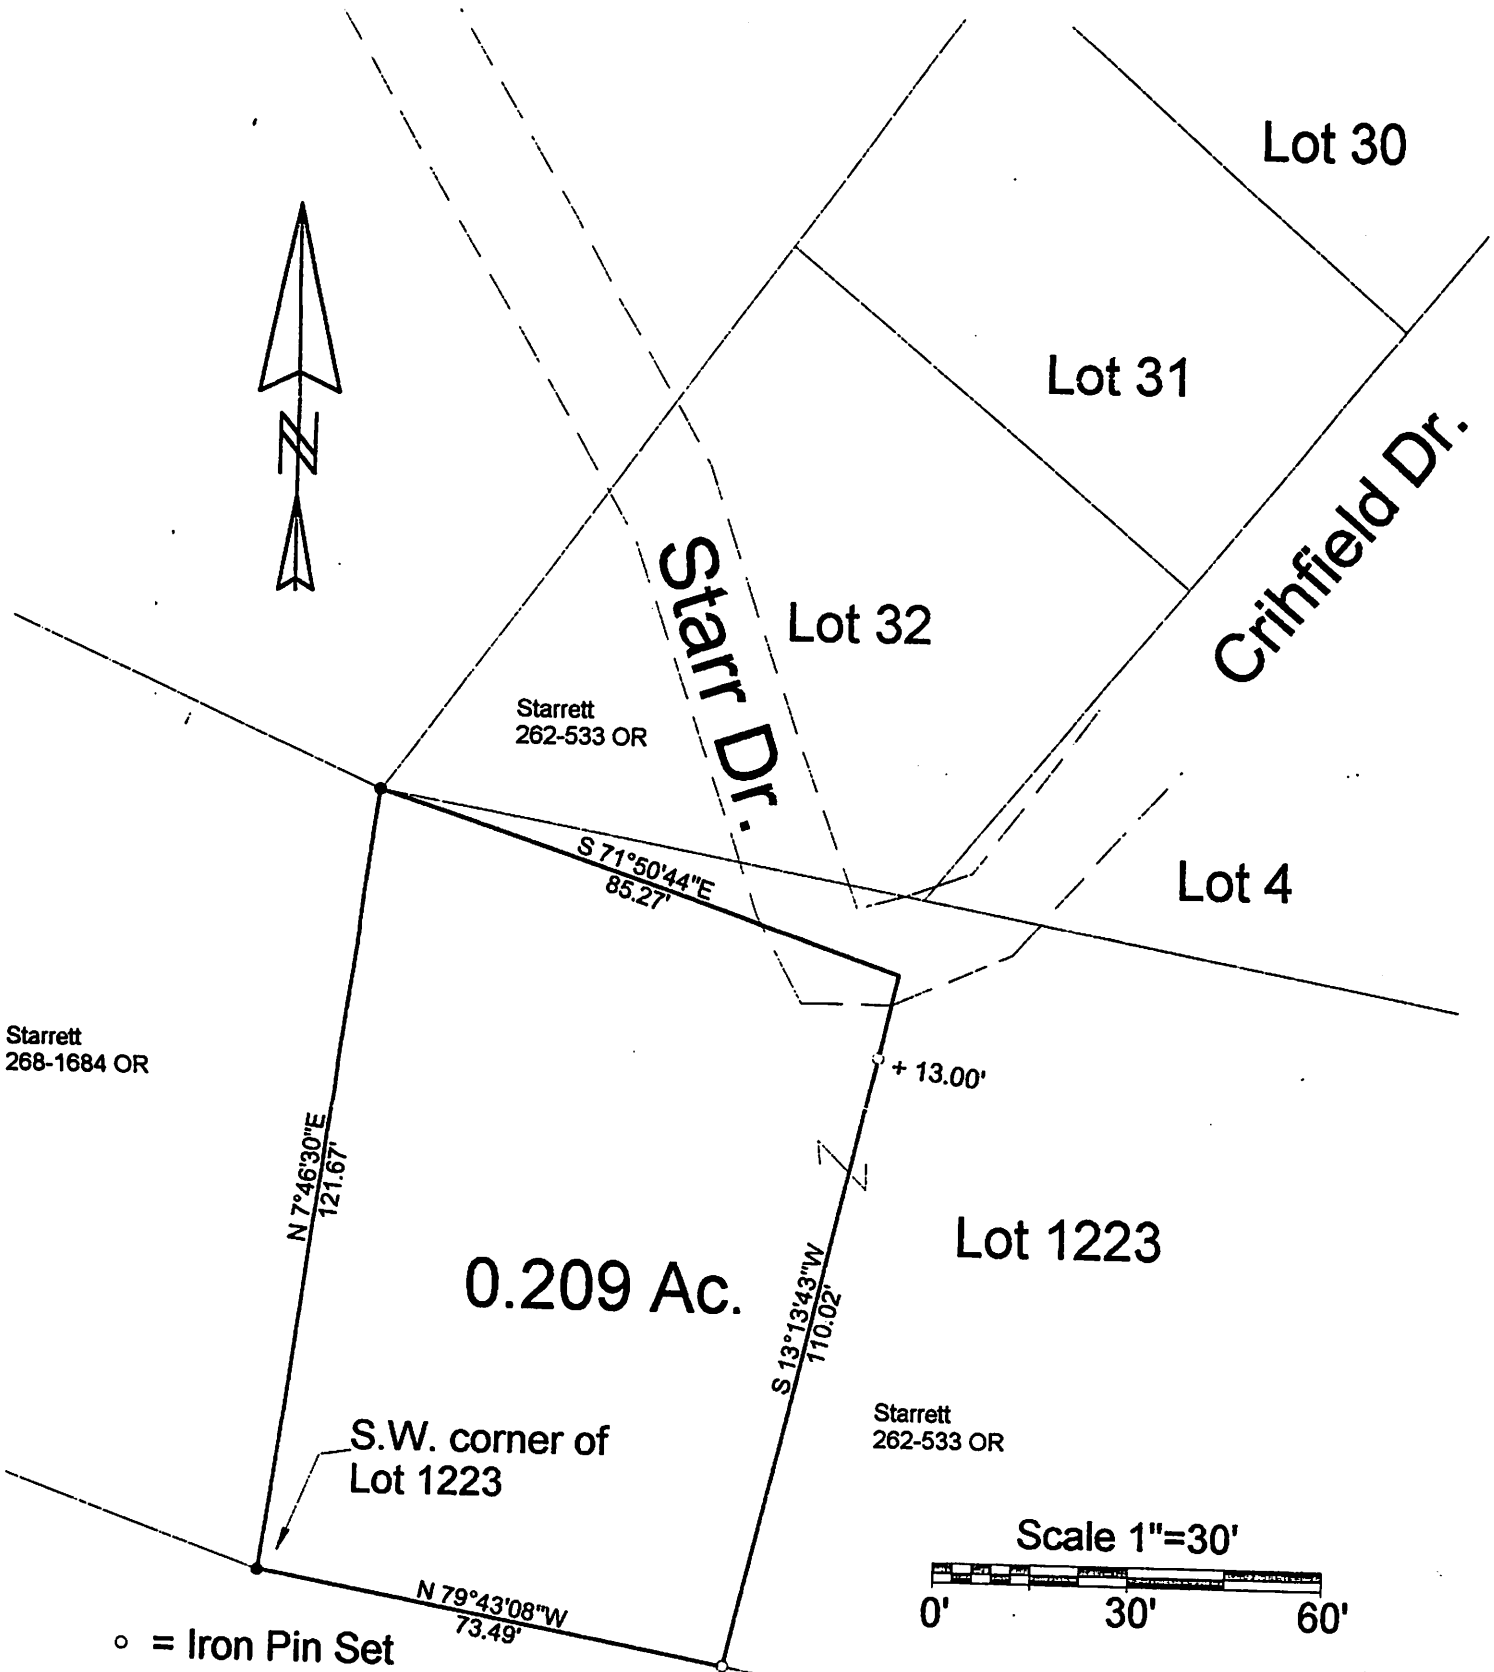 Lot 30
Lot 31
N
Crihfield Dr.
Starr Dr.
Lot 32
Starrett
262-533 OR
S 71°50'44"E
85.27'
Lot 4
Starrett
268-1684 OR
+ 13.00'
N 7°46'30"E
121.67'
Lot 1223
0.209 Ac.
S 13°13'43"W
110.02'
Starrett
262-533 OR
S.W. corner of
Lot 1223
Scale 1"=30'
0' 30' 60'
N 79°43'08"W
73.49'
= Iron Pin Set